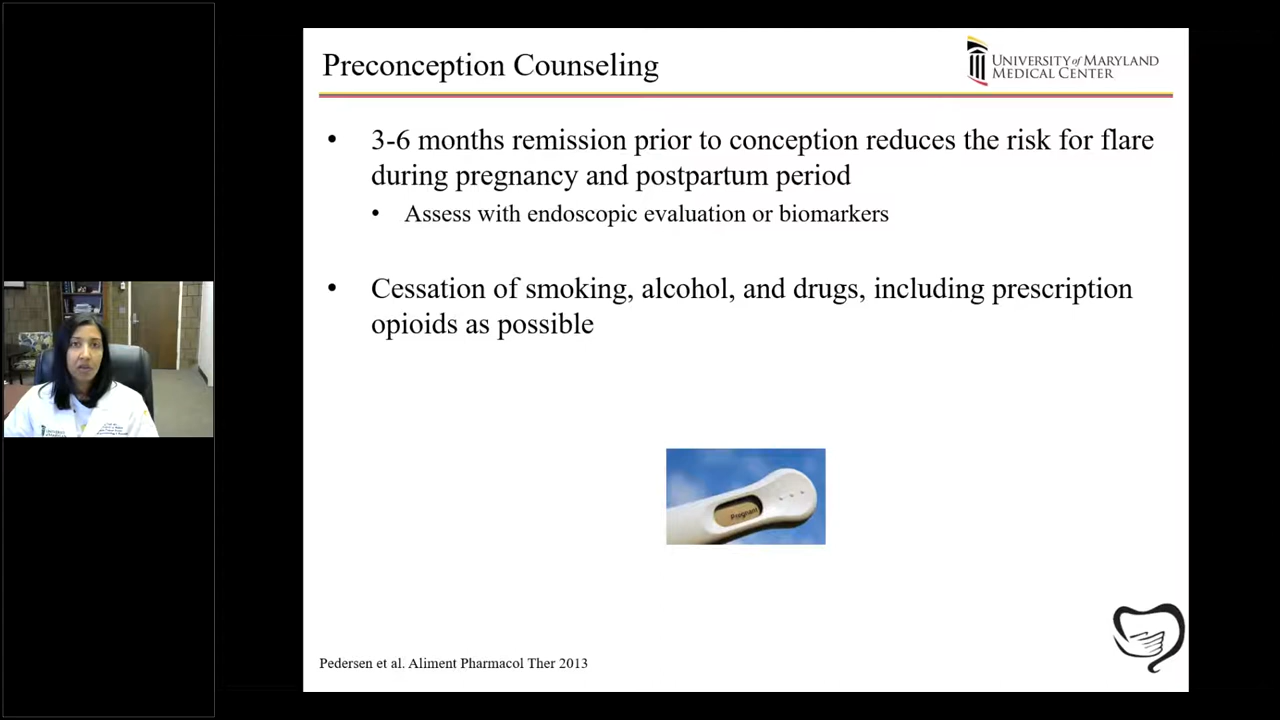 Preconception Counseling
UNIVERSITY of MARYLAND
MEDICAL CENTER
• 3-6 months remission prior to conception reduces the risk for flare
during pregnancy and postpartum period
• Assess with endoscopic evaluation or biomarkers
• Cessation of smoking, alcohol, and drugs, including prescription
opioids as possible
Pregnant
Pedersen et al. Aliment Pharmacol Ther 2013